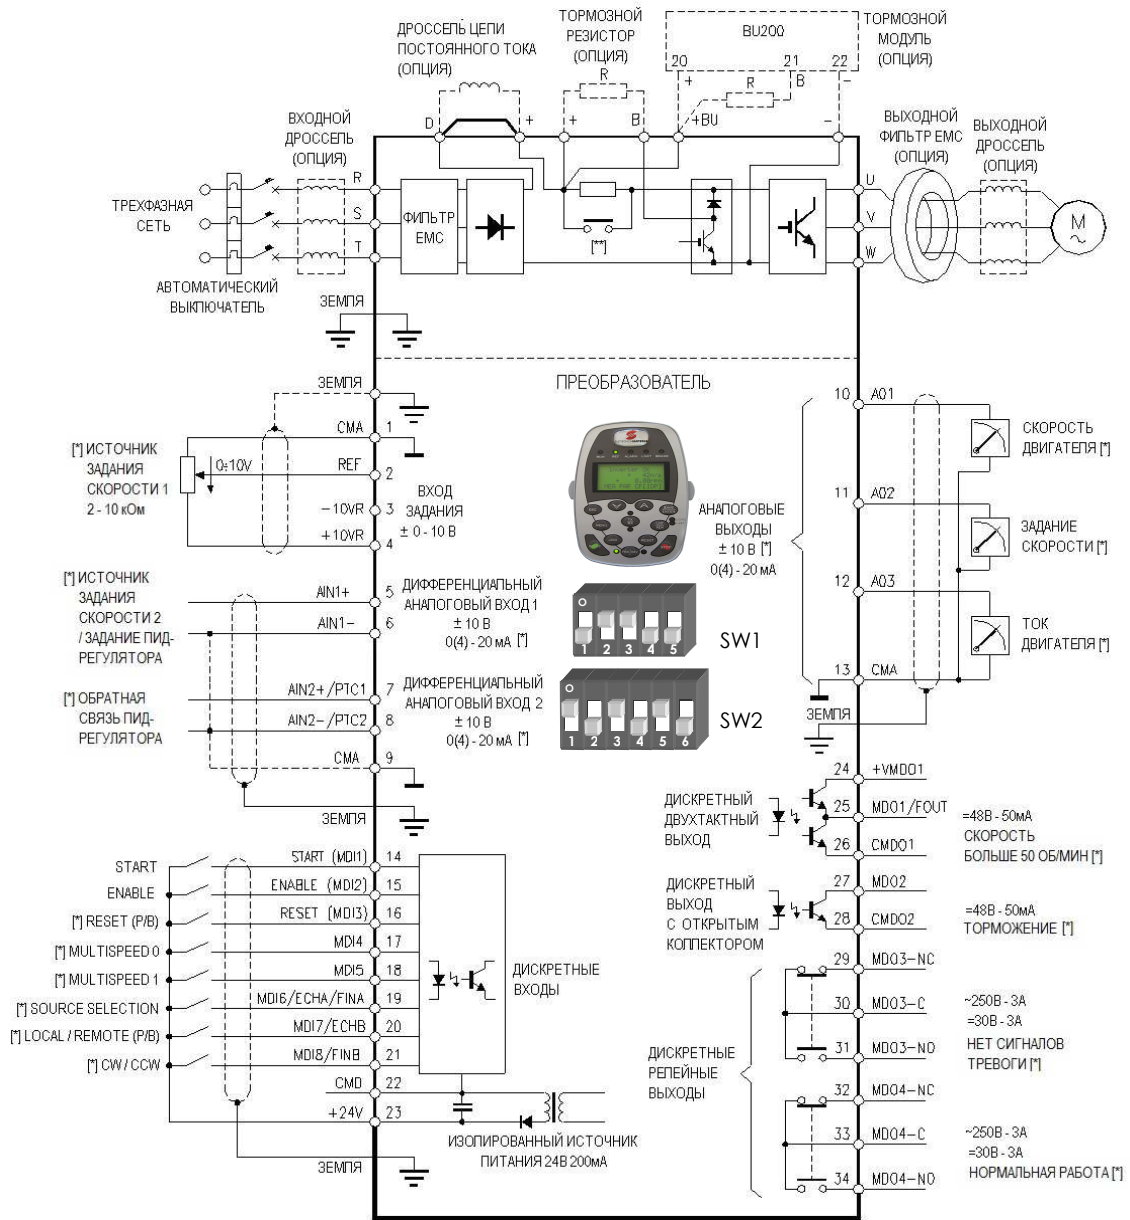 ДРОССЕЛЬ ЦЕПИ
ПОСТОЯННОГО ТОКА
(ОПЦИЯ)
ТОРМОЗНОЙ
РЕЗИСТОР
(ОПЦИЯ)
R
BU200
20
21
22
+
B
−
R
ТОРМОЗНОЙ
МОДУЛЬ
(ОПЦИЯ)
D
+
+
B
+BU
−
ВХОДНОЙ
ДРОССЕЛЬ
(ОПЦИЯ)
ВЫХОДНОЙ
ФИЛЬТР EMC
(ОПЦИЯ)
ВЫХОДНОЙ
ДРОССЕЛЬ
(ОПЦИЯ)
R
S
T
ТРЕХФАЗНАЯ
СЕТЬ
ФИЛЬТР
EMC
[**]
U
V
W
M
~
АВТОМАТИЧЕСКИЙ
ВЫКЛЮЧАТЕЛЬ
ЗЕМЛЯ
ПРЕОБРАЗОВАТЕЛЬ
ЗЕМЛЯ
CMA 1
[*] ИСТОЧНИК
ЗАДАНИЯ
СКОРОСТИ 1
2 - 10 кОм
0÷10V
REF 2
−10VR 3
+10VR 4
ВХОД
ЗАДАНИЯ
± 0 - 10 В
[*] ИСТОЧНИК
ЗАДАНИЯ
СКОРОСТИ 2
/ ЗАДАНИЕ ПИД-
РЕГУЛЯТОРА
AIN1+ 5
AIN1− 6
ДИФФЕРЕНЦИАЛЬНЫЙ
АНАЛОГОВЫЙ ВХОД 1
± 10 В
0(4) - 20 мА [*]
[*] ОБРАТНАЯ
СВЯЗЬ ПИД-
РЕГУЛЯТОРА
AIN2+/PTC1 7
AIN2−/PTC2 8
CMA 9
ДИФФЕРЕНЦИАЛЬНЫЙ
АНАЛОГОВЫЙ ВХОД 2
± 10 В
0(4) - 20 мА [*]
ЗЕМЛЯ
1 2 3 4 5
SW1
1 2 3 4 5 6
SW2
АНАЛОГОВЫЕ
ВЫХОДЫ
± 10 В [*]
0(4) - 20 мА
10 AO1
СКОРОСТЬ
ДВИГАТЕЛЯ [*]
11 AO2
ЗАДАНИЕ
СКОРОСТИ [*]
12 AO3
ТОК
ДВИГАТЕЛЯ [*]
13 CMA
ЗЕМЛЯ
START
ENABLE
[*] RESET (P/B)
[*] MULTISPEED 0
[*] MULTISPEED 1
[*] SOURCE SELECTION
[*] LOCAL / REMOTE (P/B)
[*] CW / CCW
START (MDI1) 14
ENABLE (MDI2) 15
RESET (MDI3) 16
MDI4 17
MDI5 18
MDI6/ECHA/FINA 19
MDI7/ECHB 20
MDI8/FINB 21
CMD 22
+24V 23
ДИСКРЕТНЫЕ
ВХОДЫ
ИЗОЛИРОВАННЫЙ ИСТОЧНИК
ПИТАНИЯ 24В 200мА
ЗЕМЛЯ
ДИСКРЕТНЫЙ
ДВУХТАКТНЫЙ
ВЫХОД
24 +VMDO1
25 MDO1/FOUT
26 CMDO1
=48В - 50мА
СКОРОСТЬ
БОЛЬШЕ 50 ОБ/МИН [*]
ДИСКРЕТНЫЙ
ВЫХОД
С ОТКРЫТЫМ
КОЛЛЕКТОРОМ
27 MDO2
28 CMDO2
=48В - 50мА
ТОРМОЖЕНИЕ [*]
ДИСКРЕТНЫЕ
РЕЛЕЙНЫЕ
ВЫХОДЫ
29 MDO3−NC
30 MDO3−C
31 MDO3−NO
~250В - 3А
=30В - 3А
НЕТ СИГНАЛОВ
ТРЕВОГИ [*]
32 MDO4−NC
33 MDO4−C
34 MDO4−NO
~250В - 3А
=30В - 3А
НОРМАЛЬНАЯ РАБОТА [*]